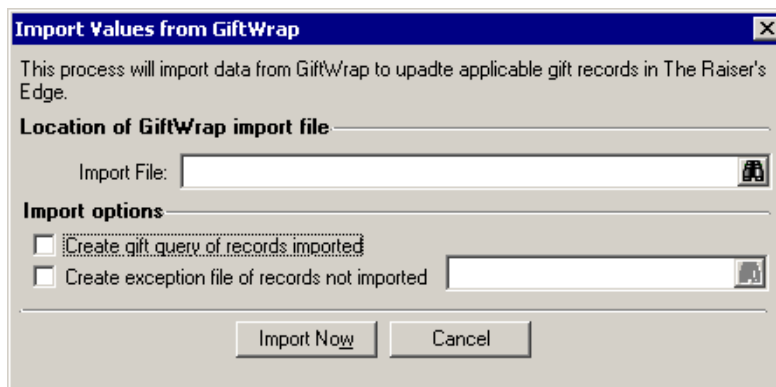 Import Values from GiftWrap
This process will import data from GiftWrap to upadte applicable gift records in The Raiser's
Edge.
Location of GiftWrap import file
Import File:
Import options
Create gift query of records imported
Create exception file of records not imported
Import Now
Cancel